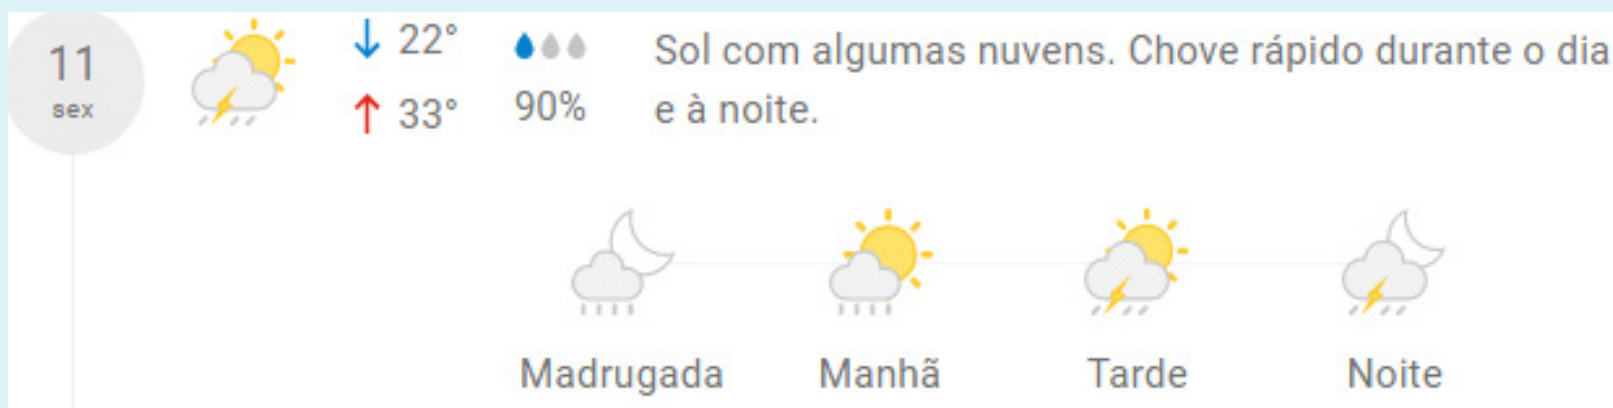 11
sex
22°
33°
90%
Sol com algumas nuvens. Chove rápido durante o dia
e à noite.
Madrugada
Manhã
Tarde
Noite